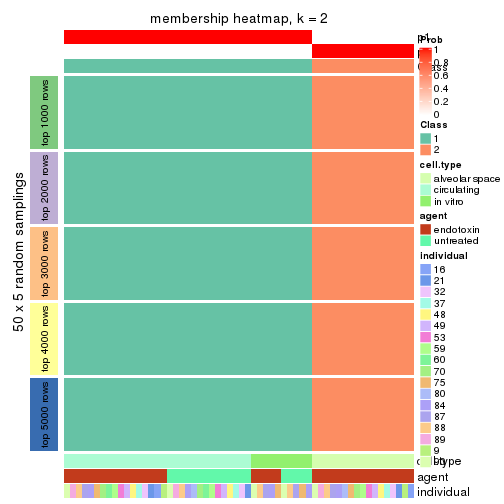 membership heatmap, k = 2
50 x 5 random samplings
top 1000 rows
top 2000 rows
top 3000 rows
top 4000 rows
top 5000 rows
p1
Prob
1
0.8
0.6
0.4
0.2
0
Class
1
2
cell.type
alveolar space
circulating
in vitro
agent
endotoxin
untreated
individual
16
21
32
37
48
49
53
59
60
70
75
80
84
87
88
89
9
cell.type
agent
individual